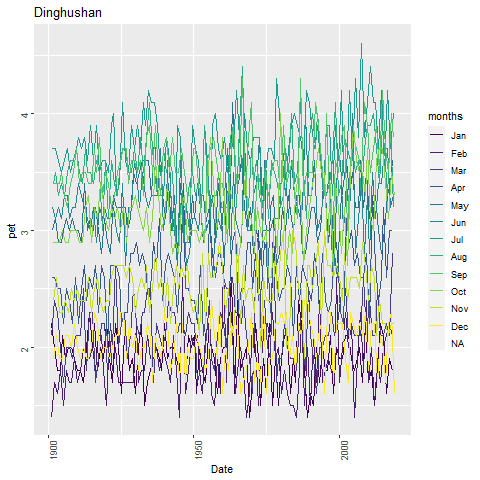 Dinghushan
pet
4
3
2
1900
1950
2000
Date
months
Jan
Feb
Mar
Apr
May
Jun
Jul
Aug
Sep
Oct
Nov
Dec
NA